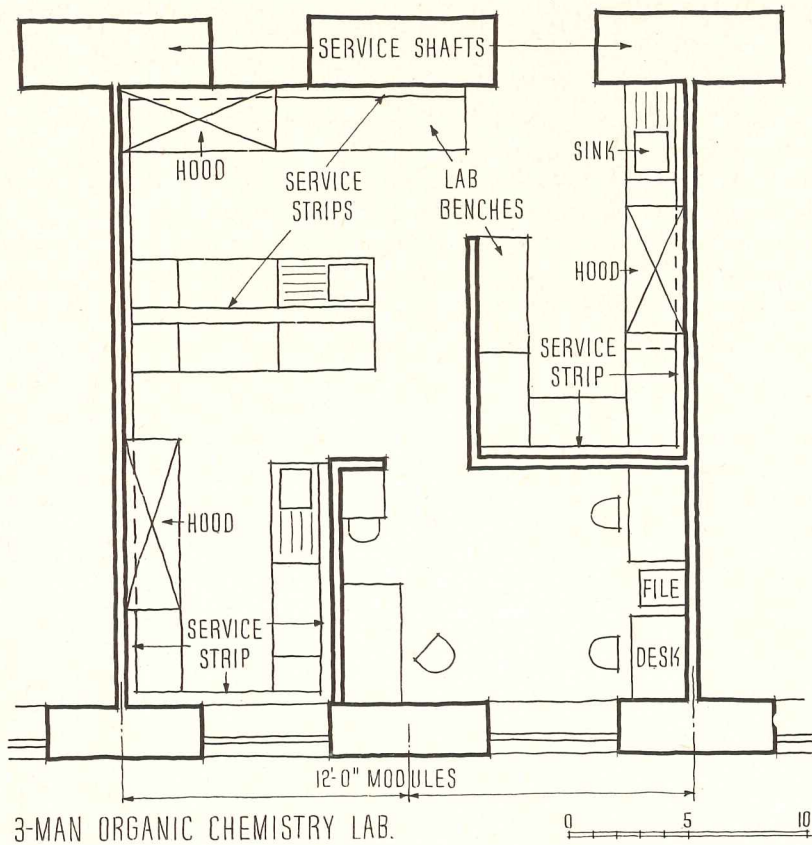 SERVICE SHAFTS
HOOD
SERVICE
STRIPS
LAB
BENCHES
SINK
HOOD
SERVICE
STRIP
HOOD
SERVICE
STRIP
FILE
DESK
12'-0" MODULES
3-MAN ORGANIC CHEMISTRY LAB.
0 5 10